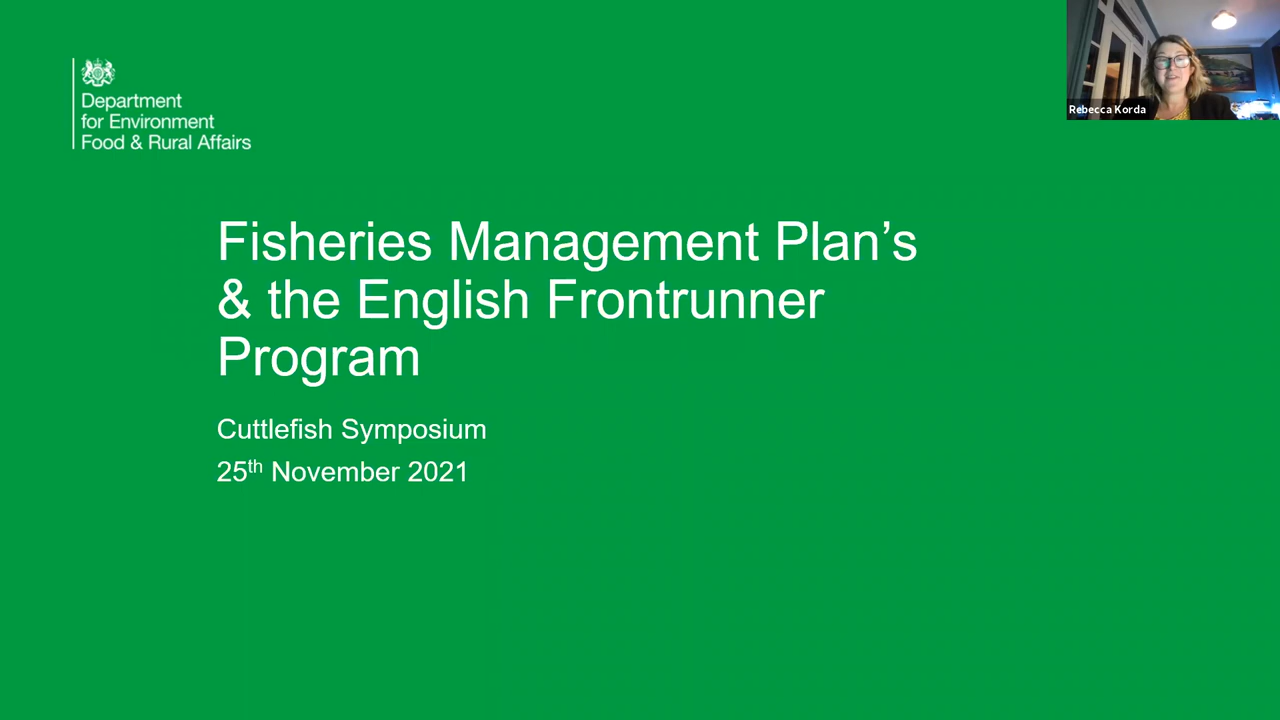 Department
for Environment
Food & Rural Affairs
Rebecca Korda
Fisheries Management Plan’s
& the English Frontrunner
Program
Cuttlefish Symposium
25th November 2021